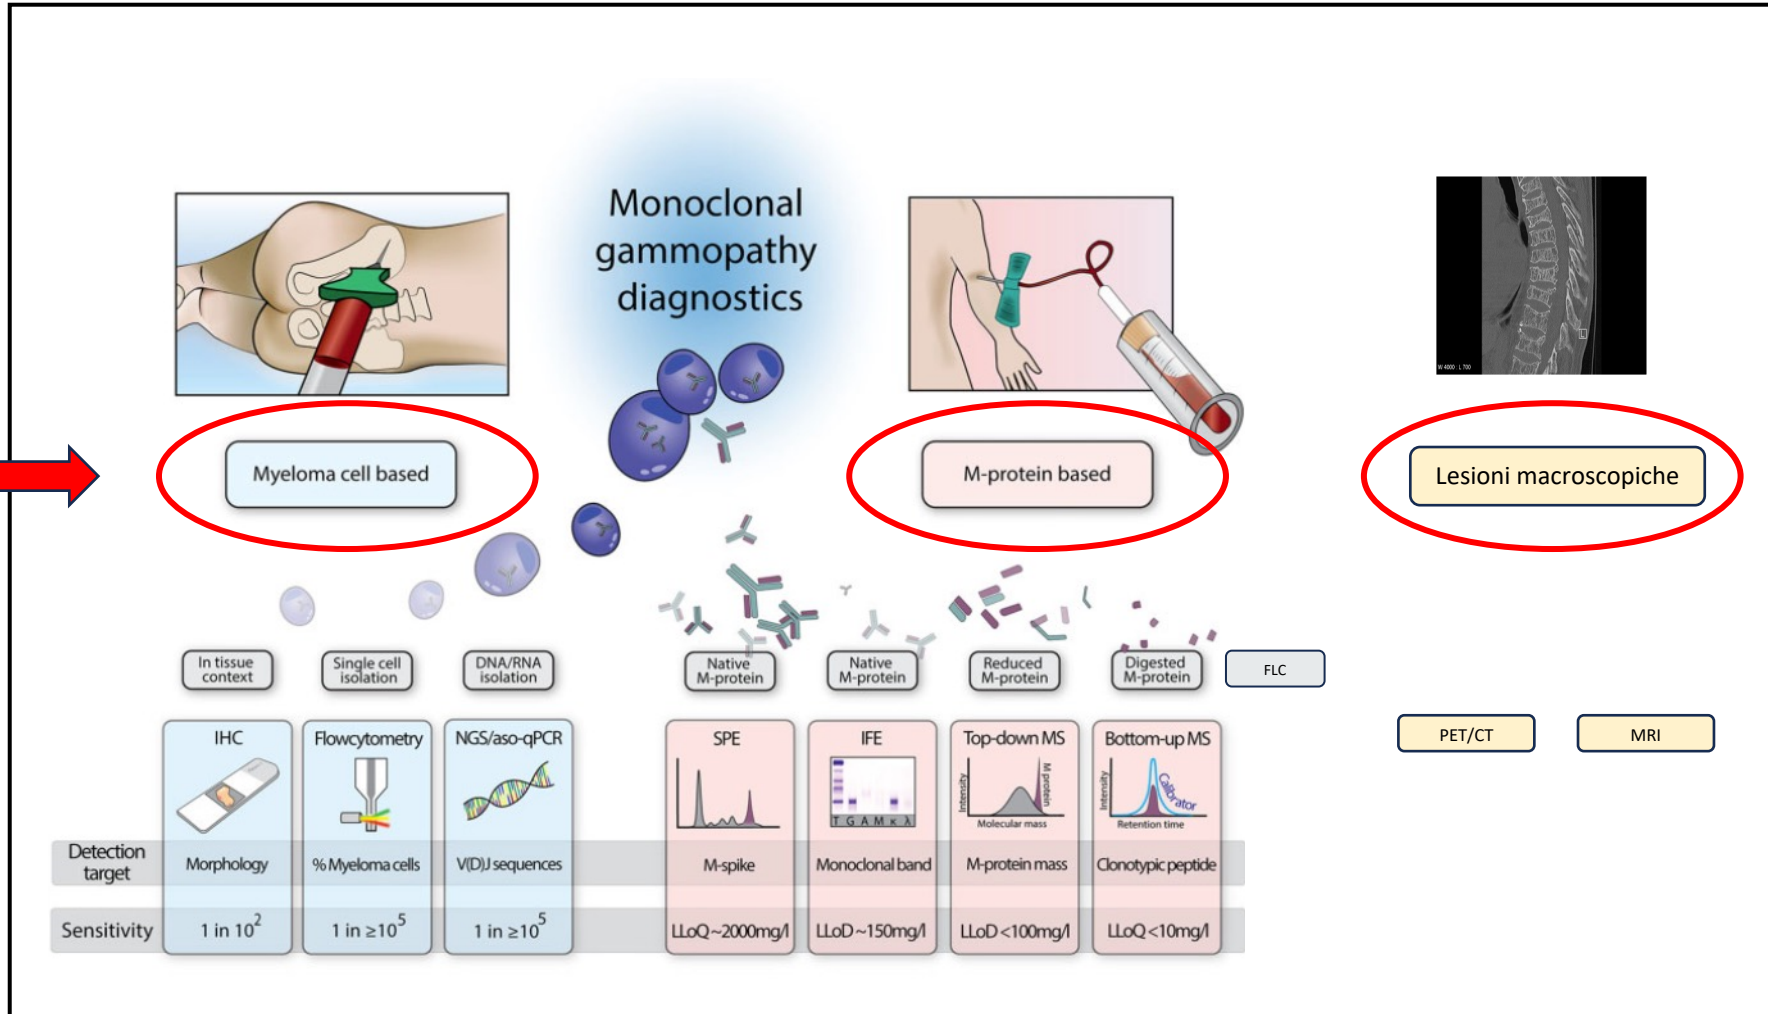 Monoclonal
gammopathy
diagnostics
W 4000 : L 700
Myeloma cell based
M-protein based
Lesioni macroscopiche
In tissue
context
Single cell
isolation
DNA/RNA
isolation
Native
M-protein
Native
M-protein
Reduced
M-protein
Digested
M-protein
FLC
IHC
Flowcytometry
NGS/aso-qPCR
SPE
IFE
Top-down MS
Bottom-up MS
PET/CT
MRI
T G A M κ λ
Intensity
M protein
Molecular mass
Intensity
Calibrator
Retention time
Detection
target
Morphology
% Myeloma cells
V(D)J sequences
M-spike
Monoclonal band
M-protein mass
Clonotypic peptide
Sensitivity
1 in 10²
1 in ≥10⁵
1 in ≥10⁵
LLoQ ~2000mg/l
LLoD ~150mg/l
LLoD <100mg/l
LLoQ <10mg/l